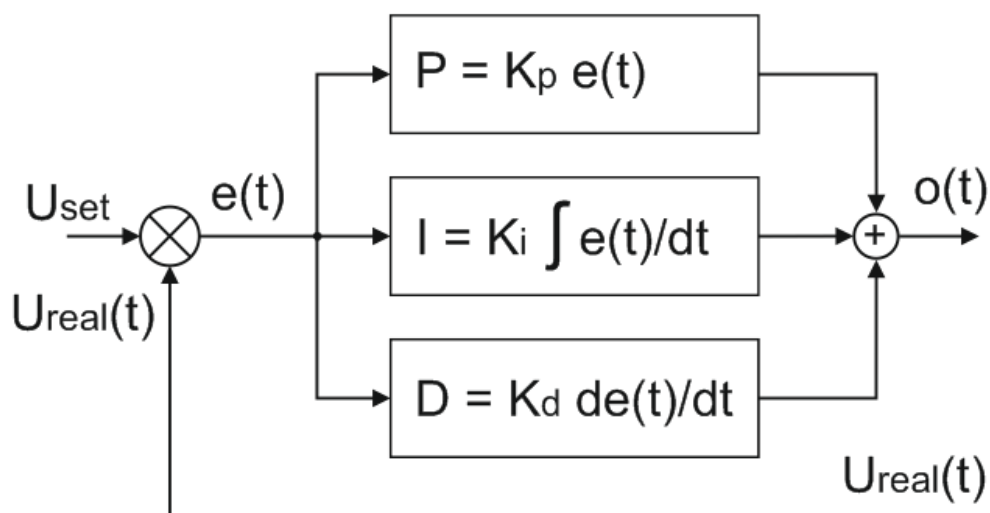 P = Kp e(t)
Uset
e(t)
I = Ki ∫ e(t)/dt
o(t)
+
Ureal(t)
D = Kd de(t)/dt
Ureal(t)